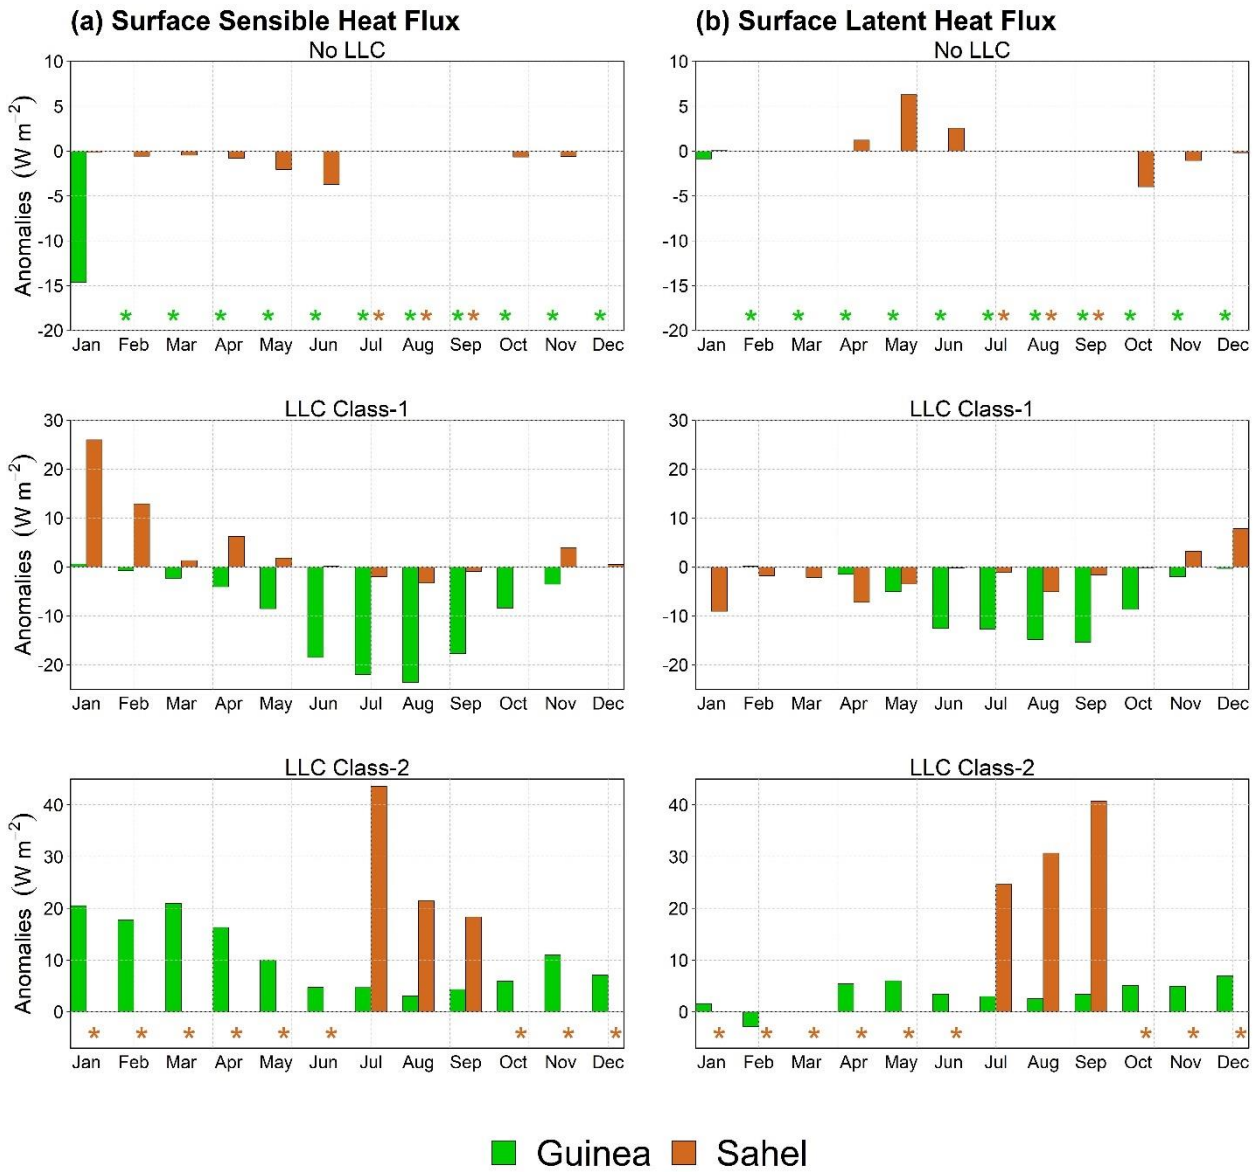 (a) Surface Sensible Heat Flux
No LLC
Anomalies (W m−2)
10
5
0
-5
-10
-15
-20
* * * * * * * * * * * * * *
Jan Feb Mar Apr May Jun Jul Aug Sep Oct Nov Dec
(b) Surface Latent Heat Flux
No LLC
10
5
0
-5
-10
-15
-20
* * * * * * * * * * * * * *
Jan Feb Mar Apr May Jun Jul Aug Sep Oct Nov Dec
LLC Class-1
Anomalies (W m−2)
30
20
10
0
-10
-20
Jan Feb Mar Apr May Jun Jul Aug Sep Oct Nov Dec
LLC Class-1
30
20
10
0
-10
-20
Jan Feb Mar Apr May Jun Jul Aug Sep Oct Nov Dec
LLC Class-2
Anomalies (W m−2)
40
30
20
10
0
* * * * * * * * *
Jan Feb Mar Apr May Jun Jul Aug Sep Oct Nov Dec
LLC Class-2
40
30
20
10
0
* * * * * * * * *
Jan Feb Mar Apr May Jun Jul Aug Sep Oct Nov Dec
Guinea Sahel